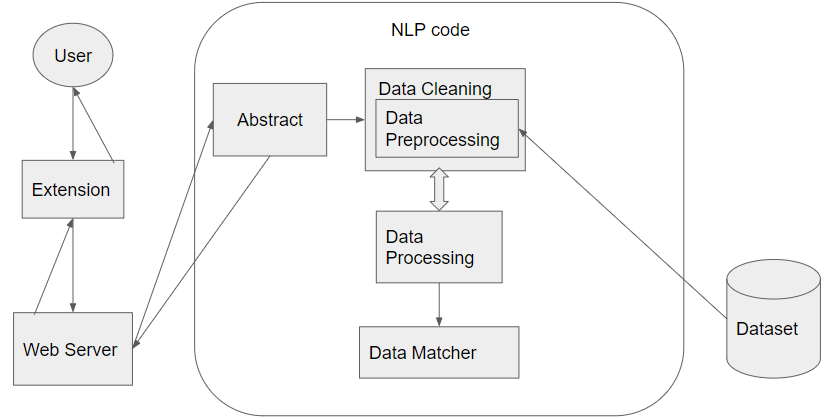 NLP code
User
Extension
Web Server
Abstract
Data Cleaning
Data
Preprocessing
Data
Processing
Data Matcher
Dataset